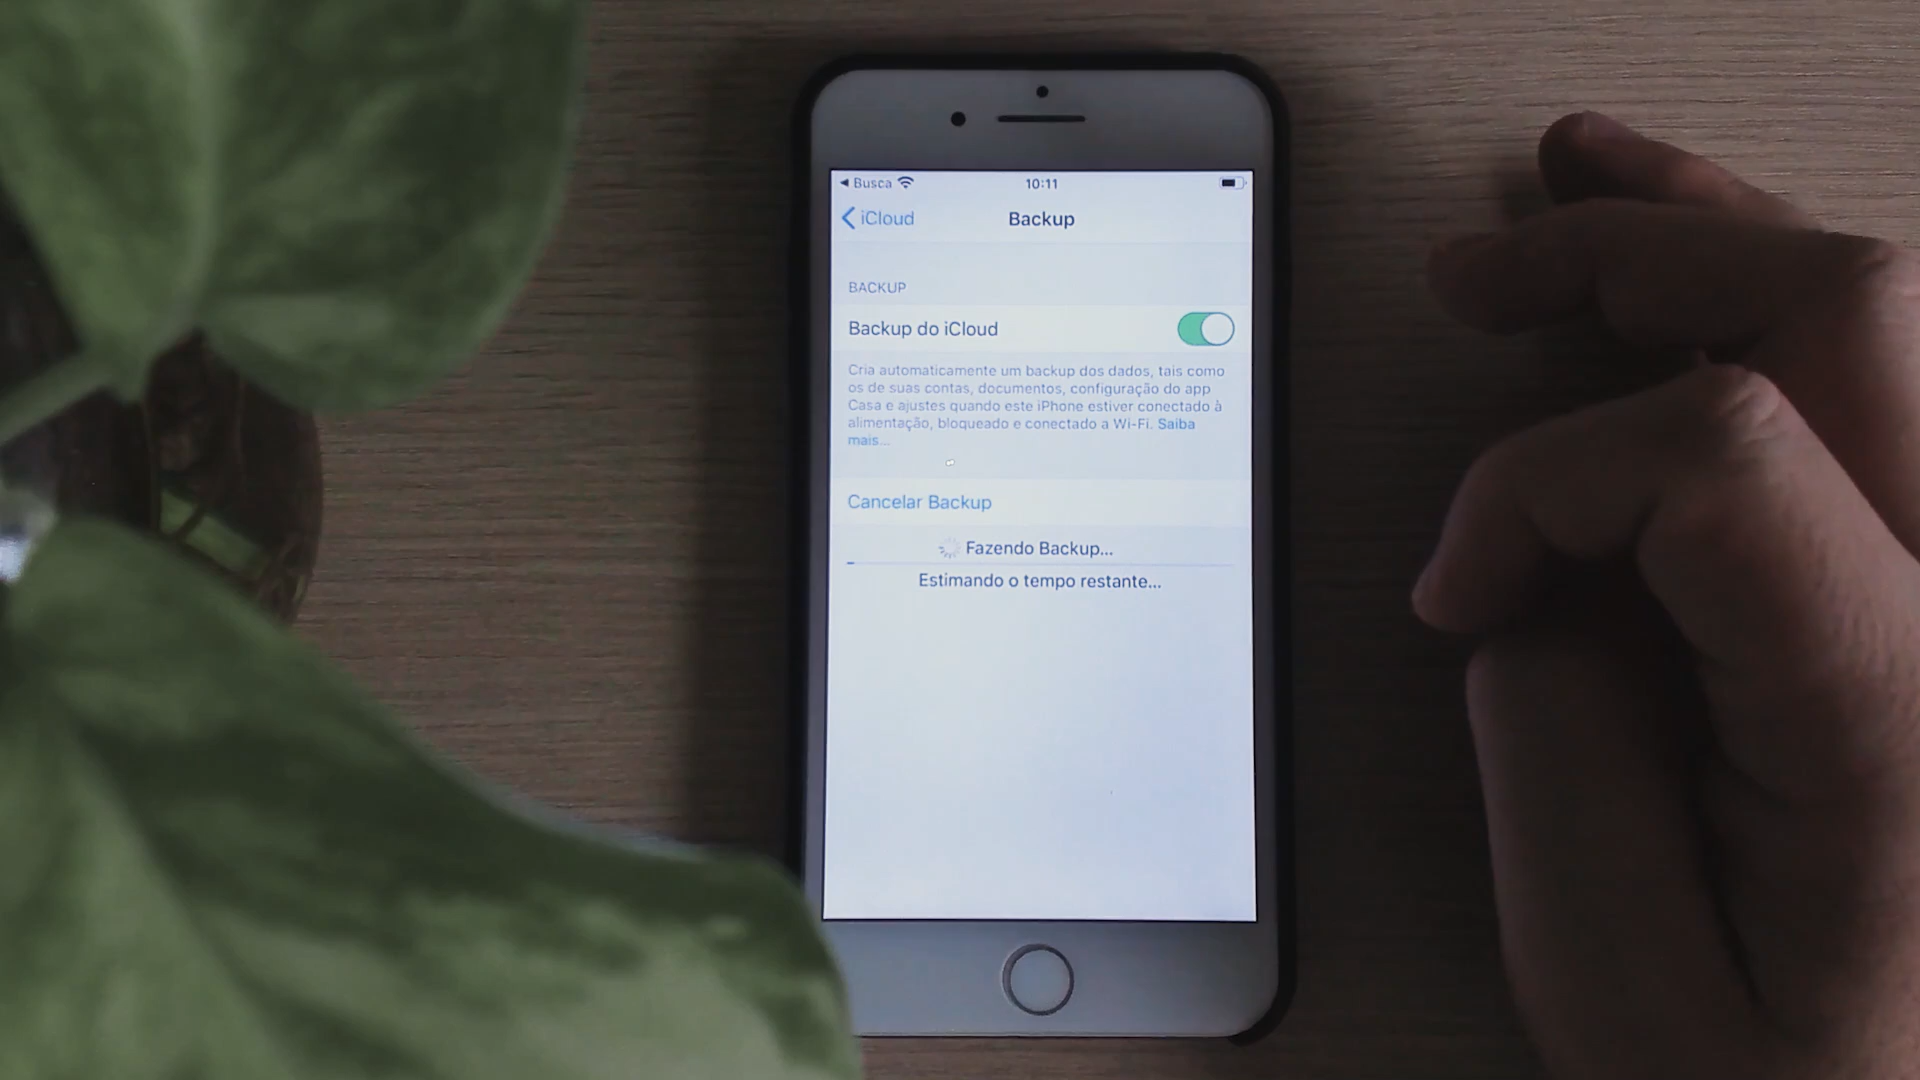 ◀ Busca
10:11
iCloud
Backup
BACKUP
Backup do iCloud
Cria automaticamente um backup dos dados, tais como
os de suas contas, documentos, configuração do app
Casa e ajustes quando este iPhone estiver conectado à
alimentação, bloqueado e conectado a Wi-Fi. Saiba
mais...
Cancelar Backup
Fazendo Backup...
Estimando o tempo restante...